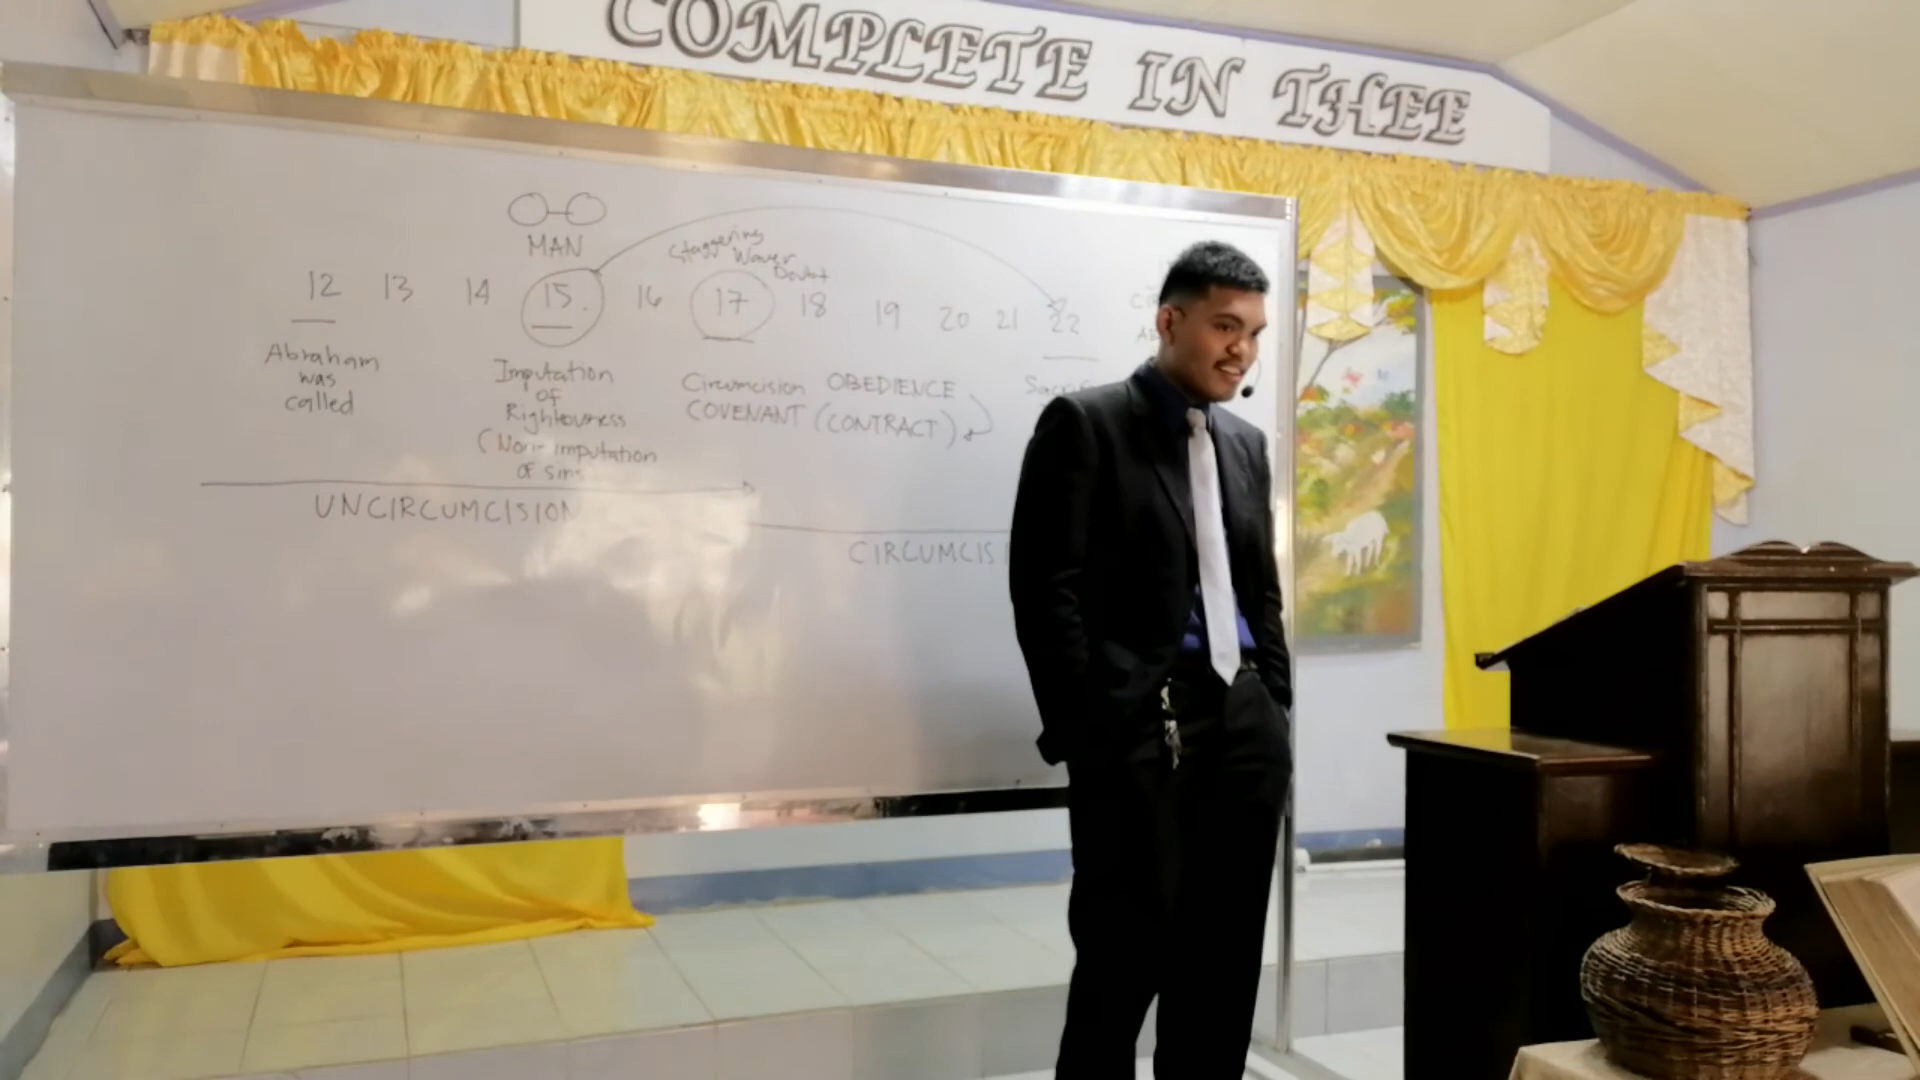 COMPLETE IN THEE
MAN
Staggering
Waver
Doubt
12 13 14 15 16 17 18 19 20 21 22
Abraham
was
called
Imputation
of
Righteousness
(Non-imputation
of sins
Circumcision OBEDIENCE
COVENANT (CONTRACT)
UNCIRCUMCISION
CIRCUMCIS